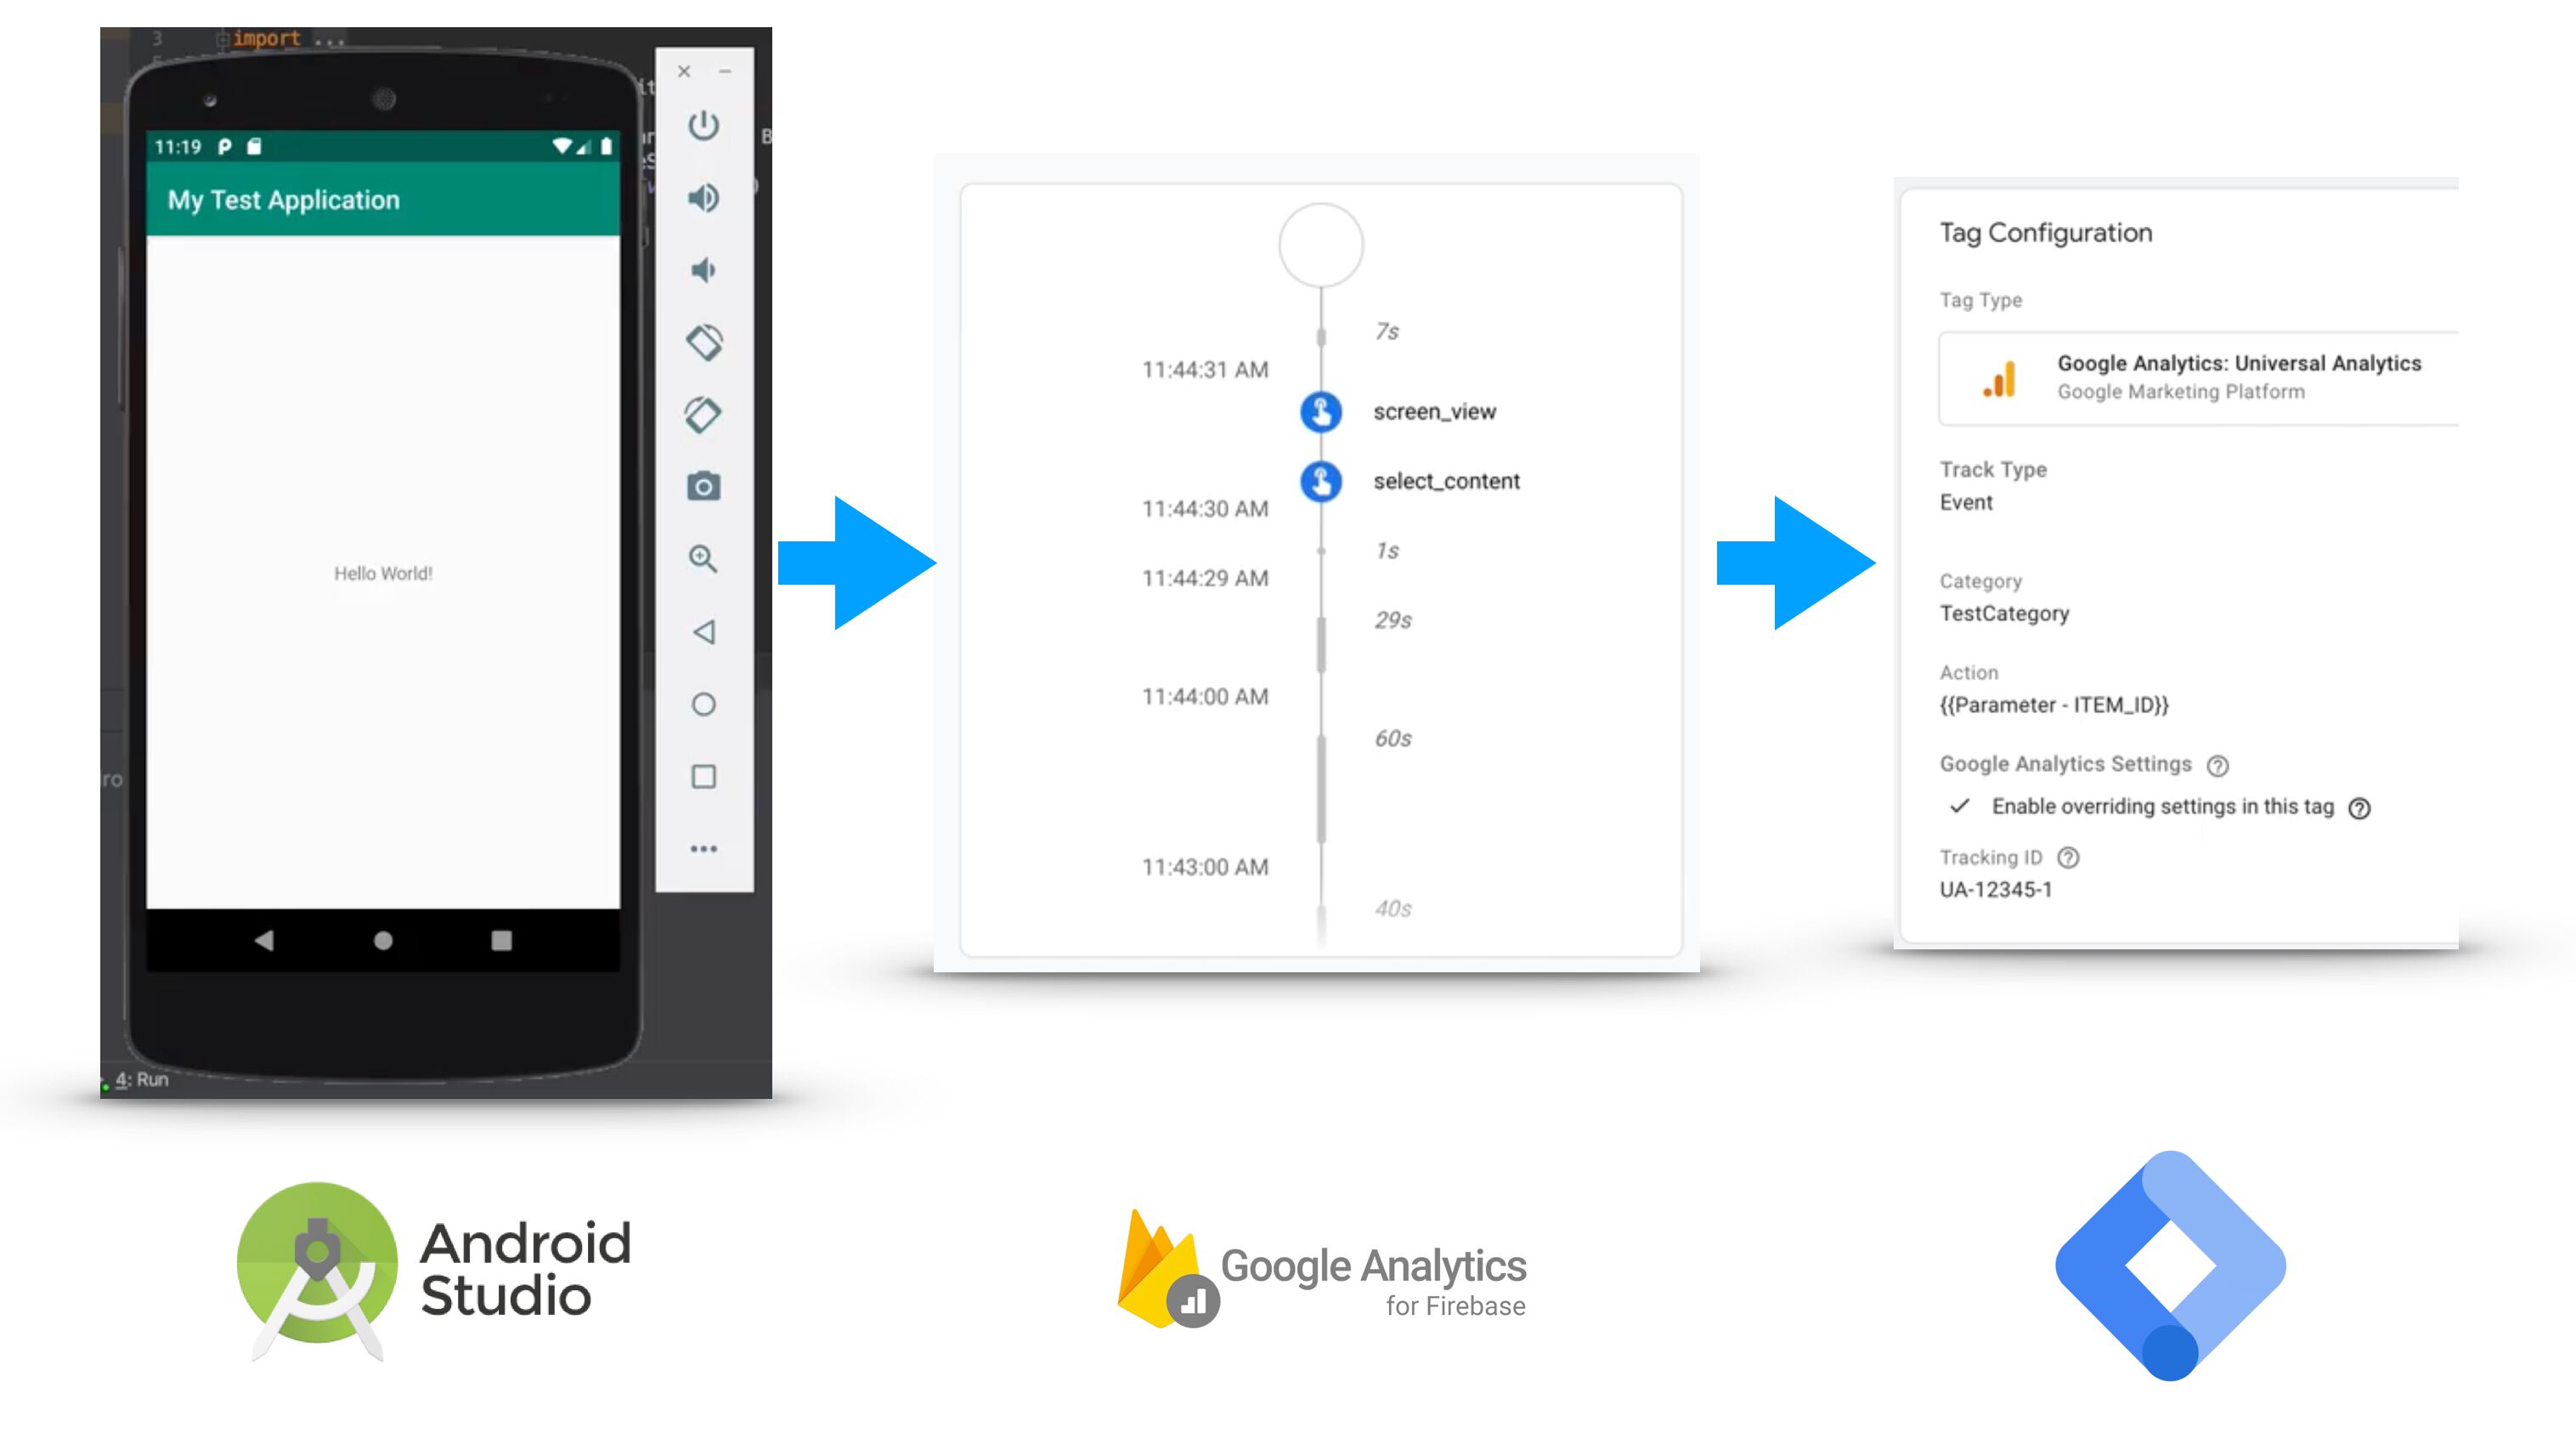 3 import ...
11:19
My Test Application
Hello World!
ro
4: Run
7s
11:44:31 AM
screen_view
select_content
11:44:30 AM
1s
11:44:29 AM
29s
11:44:00 AM
60s
11:43:00 AM
40s
Tag Configuration
Tag Type
Google Analytics: Universal Analytics
Google Marketing Platform
Track Type
Event
Category
TestCategory
Action
{{Parameter - ITEM_ID}}
Google Analytics Settings ?
Enable overriding settings in this tag ?
Tracking ID ?
UA-12345-1
Android
Studio
Google Analytics
for Firebase